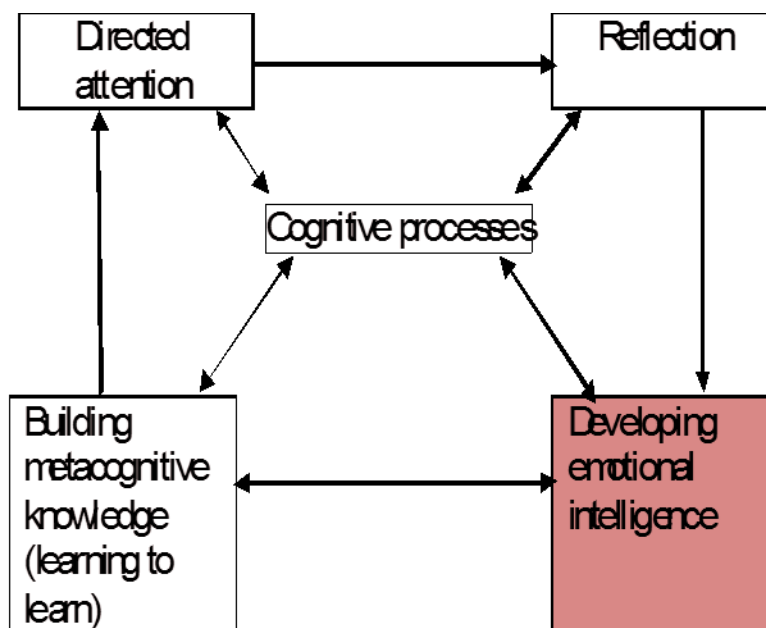 Directed
attention
Reflection
Cognitive processes
Building
metacognitive
knowledge
(learning to
learn)
Developing
emotional
intelligence